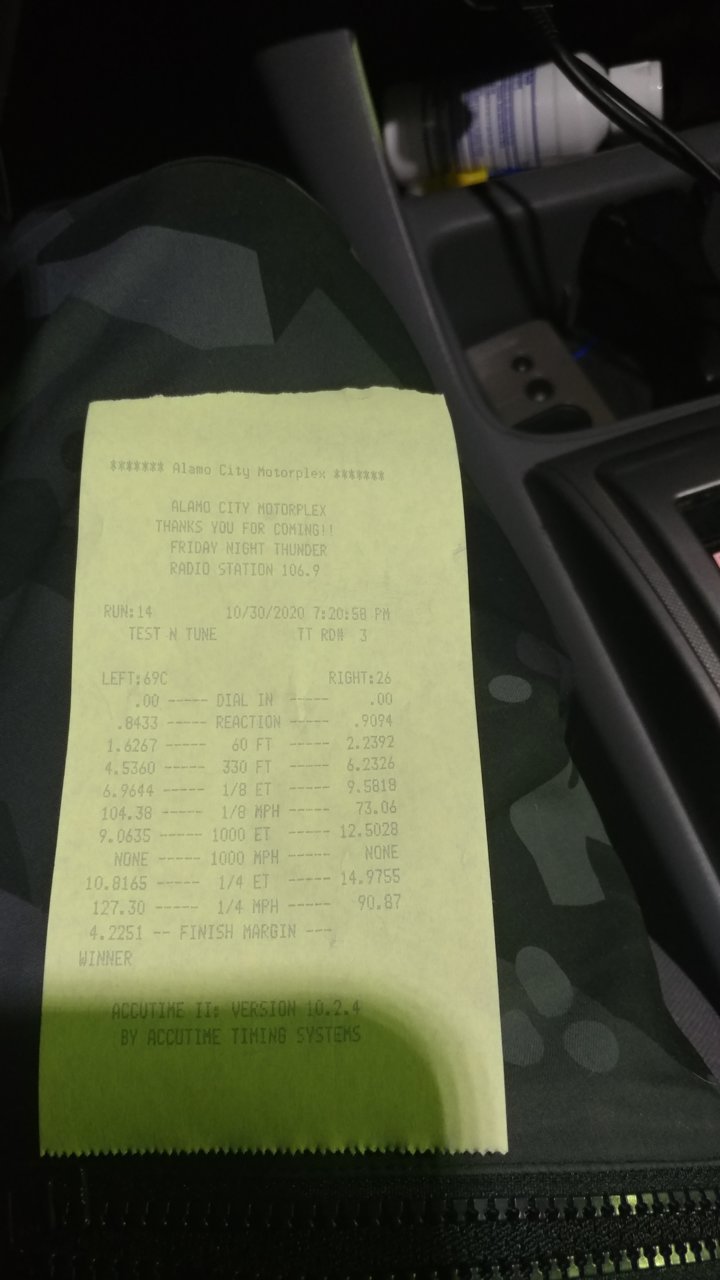 ******* Alamo City Motorplex *******
ALAMO CITY MOTORPLEX
THANKS YOU FOR COMING!!
FRIDAY NIGHT THUNDER
RADIO STATION 106.9
RUN:14 10/30/2020 7:20:58 PM
TEST N TUNE TT RD# 3
LEFT:69C RIGHT:26
.00 ----- DIAL IN ----- .00
.8433 ----- REACTION ----- .9094
1.6267 ----- 60 FT ----- 2.2392
4.5360 ----- 330 FT ----- 6.2326
6.9644 ----- 1/8 ET ----- 9.5818
104.38 ----- 1/8 MPH ----- 73.06
9.0635 ----- 1000 ET ----- 12.5028
NONE ----- 1000 MPH ----- NONE
10.8165 ----- 1/4 ET ----- 14.9755
127.30 ----- 1/4 MPH ----- 90.87
4.2251 -- FINISH MARGIN ---
WINNER
ACCUTIME II: VERSION 10.2.4
BY ACCUTIME TIMING SYSTEMS